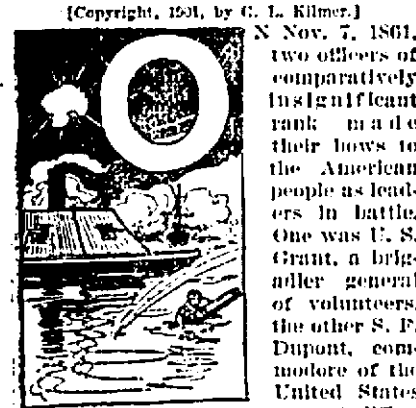 [Copyright, 1901, by G. L. Kilmer.]
ON Nov. 7, 1861,
two officers of
comparatively
insignificant
rank made
their bows to
the American
people as lead-
ers in battle.
One was U. S.
Grant, a brig-
adier general
of volunteers,
the other S. F.
Dupont, com-
modore of the
United States